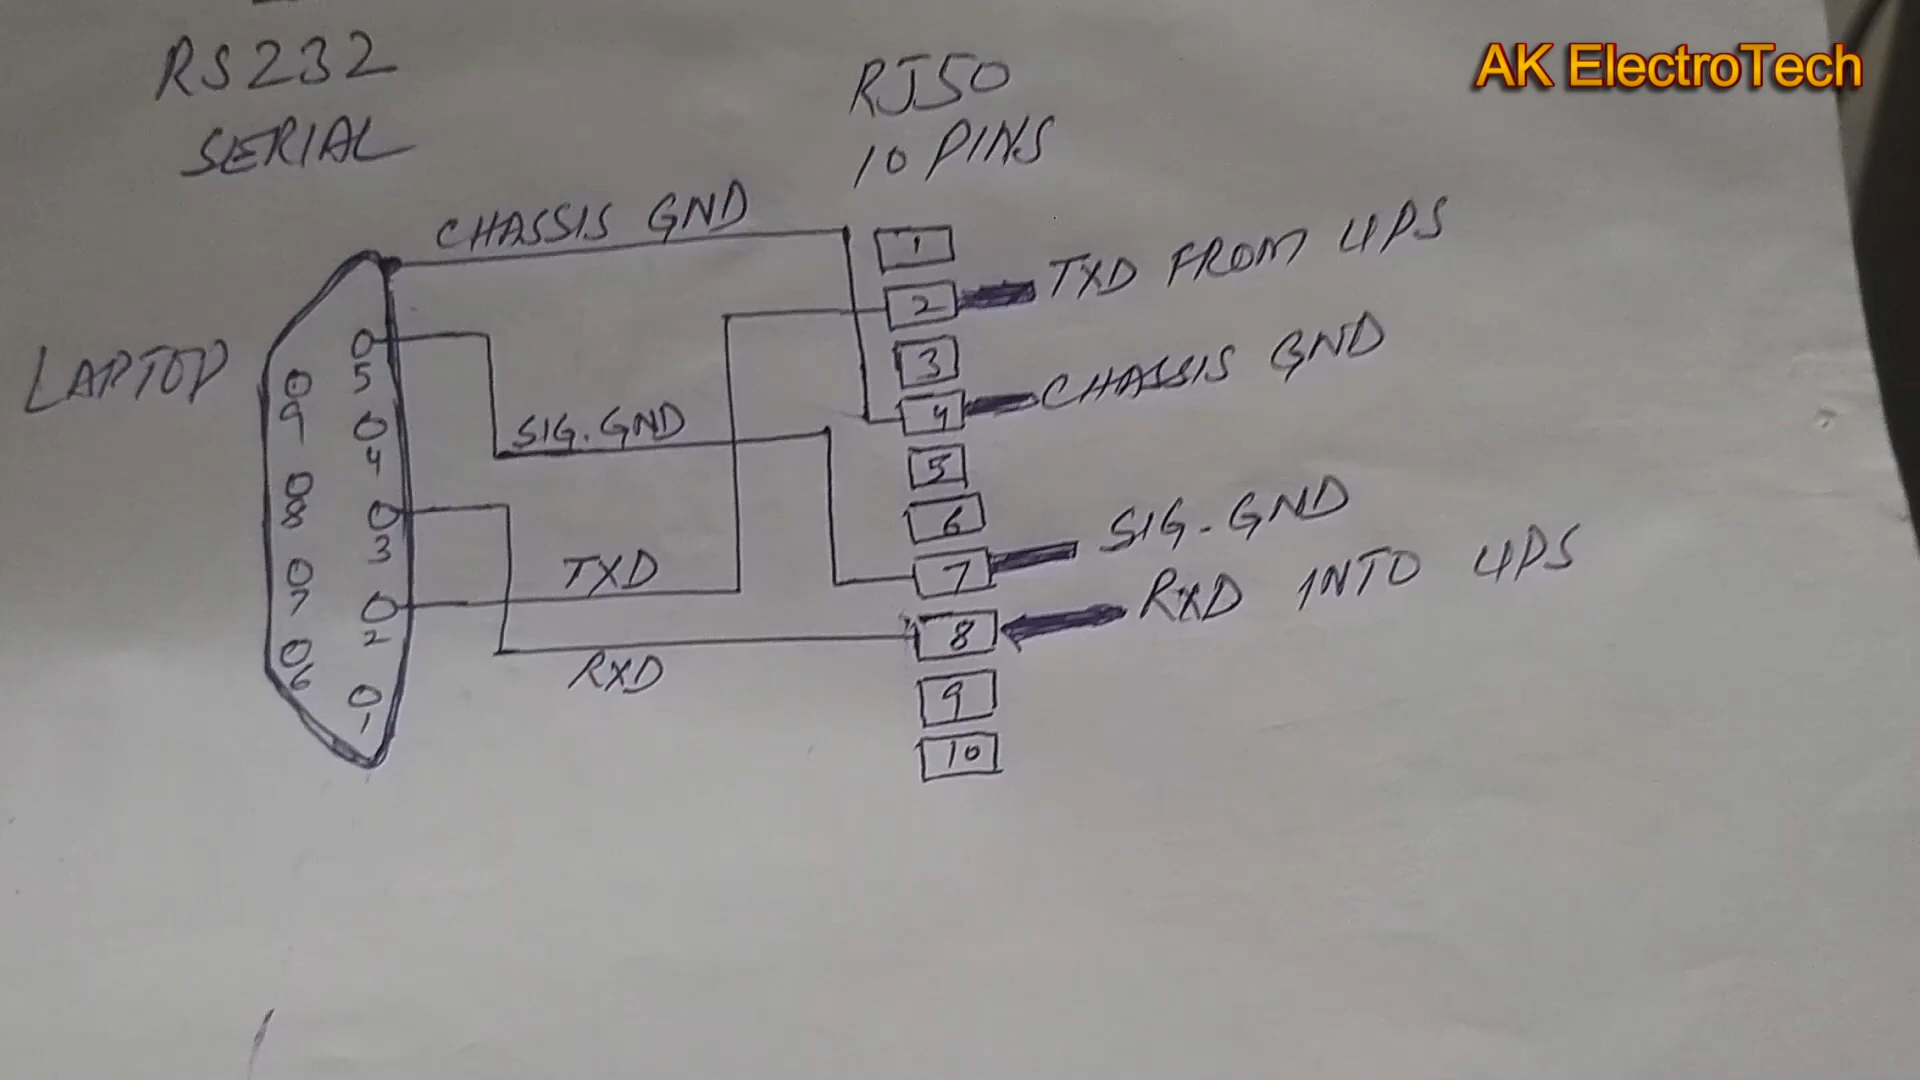 AK ElectroTech
RS232
SERIAL
RJ50
10 PINS
CHASSIS GND
LAPTOP
5
9
4
8
3
7
2
6
1
SIG. GND
TXD
RXD
1
2 TXD FROM UPS
3
4 CHASSIS GND
5
6
7 SIG. GND
8 RXD INTO UPS
9
10